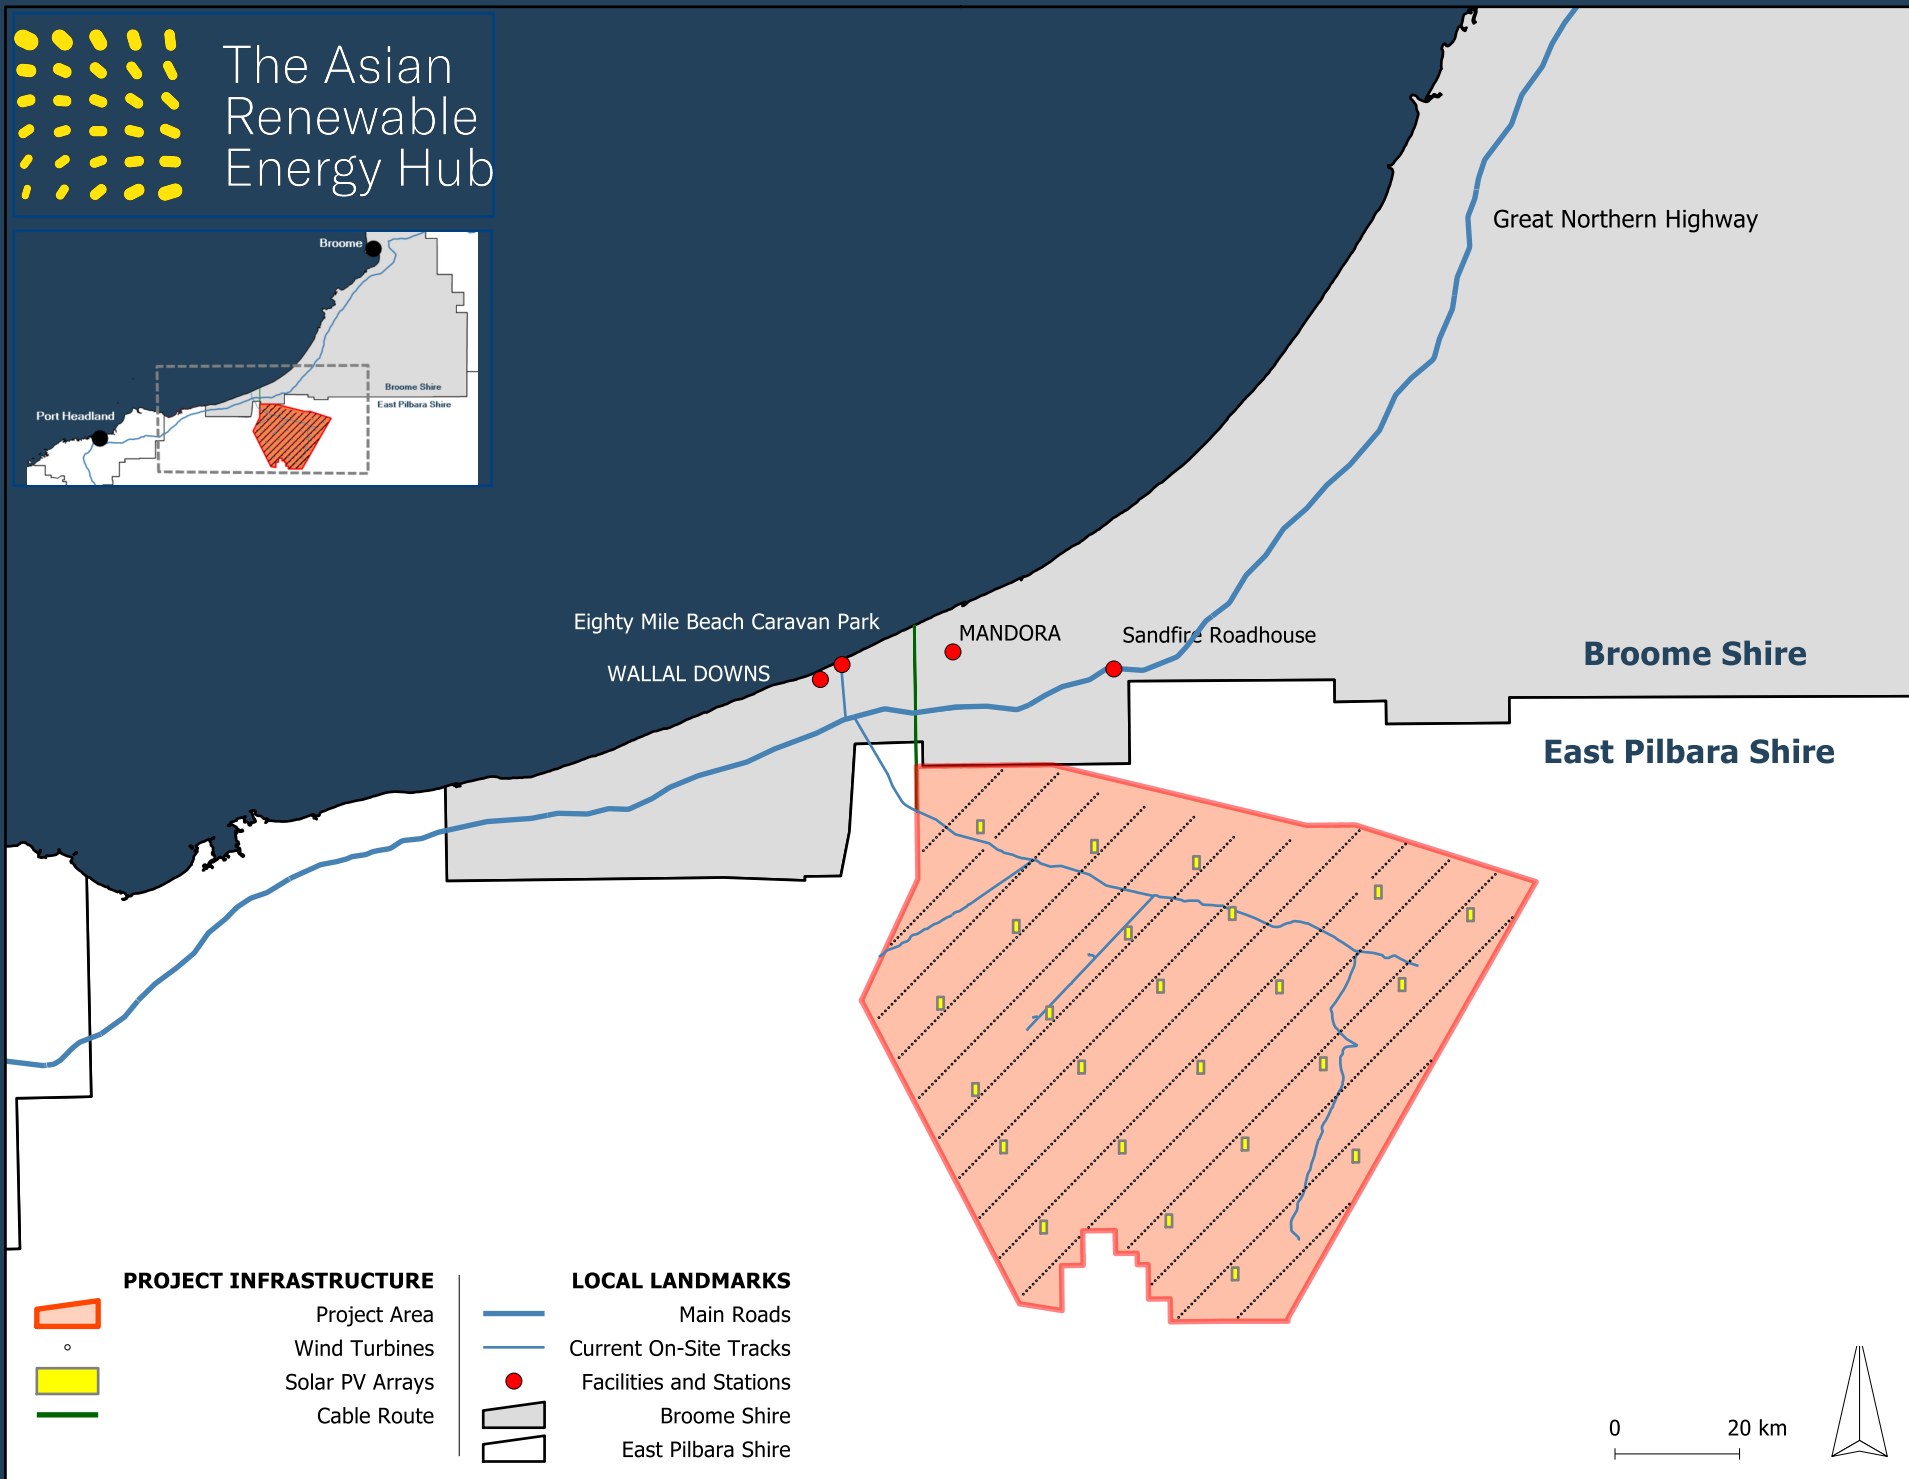 The Asian
Renewable
Energy Hub
Broome
Broome Shire
East Pilbara Shire
Port Headland
Great Northern Highway
Eighty Mile Beach Caravan Park
MANDORA
Sandfire Roadhouse
WALLAL DOWNS
Broome Shire
East Pilbara Shire
PROJECT INFRASTRUCTURE
Project Area
Wind Turbines
Solar PV Arrays
Cable Route
LOCAL LANDMARKS
Main Roads
Current On-Site Tracks
Facilities and Stations
Broome Shire
East Pilbara Shire
0 20 km